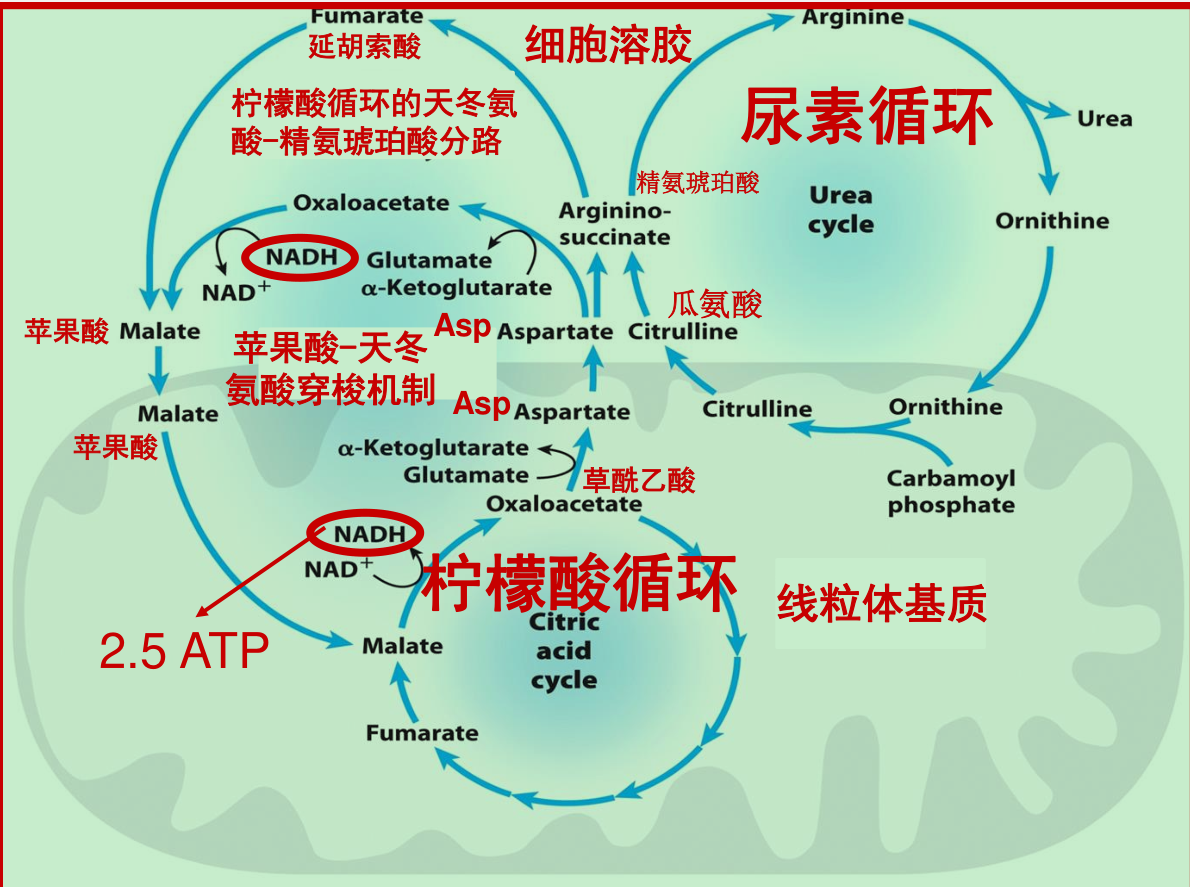 Fumarate
延胡索酸
细胞溶胶
Arginine
柠檬酸循环的天冬氨
酸-精氨琥珀酸分路
尿素循环
Urea
精氨琥珀酸
Urea
cycle
Oxaloacetate
Arginino-
succinate
Ornithine
NADH
Glutamate
NAD+
α-Ketoglutarate
瓜氨酸
苹果酸
Malate
Asp
Aspartate
Citrulline
苹果酸-天冬
氨酸穿梭机制
Malate
Asp
Aspartate
Citrulline
Ornithine
苹果酸
α-Ketoglutarate
Glutamate
草酰乙酸
Carbamoyl
phosphate
Oxaloacetate
NADH
NAD+
柠檬酸循环
线粒体基质
2.5 ATP
Malate
Citric
acid
cycle
Fumarate